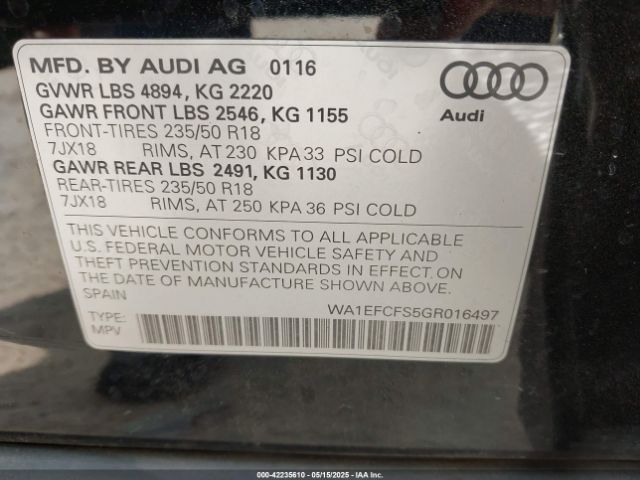 MFD. BY AUDI AG 0116
GVWR LBS 4894, KG 2220
GAWR FRONT LBS 2546, KG 1155
FRONT-TIRES 235/50 R18
7JX18 RIMS, AT 230 KPA 33 PSI COLD
GAWR REAR LBS 2491, KG 1130
REAR-TIRES 235/50 R18
7JX18 RIMS, AT 250 KPA 36 PSI COLD
Audi
THIS VEHICLE CONFORMS TO ALL APPLICABLE
U.S. FEDERAL MOTOR VEHICLE SAFETY AND
THEFT PREVENTION STANDARDS IN EFFECT ON
THE DATE OF MANUFACTURE SHOWN ABOVE.
SPAIN
WA1EFCFS5GR016497
TYPE:
MPV
000-42235610 - 05/15/2025 - IAA Inc.